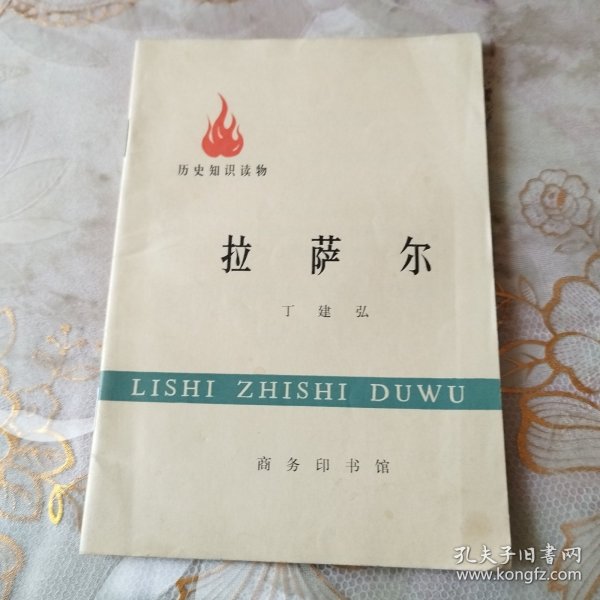 历史知识读物
拉萨尔
丁建弘
LISHI ZHISHI DUWU
商务印书馆
孔夫子旧书网
www.kongfz.com